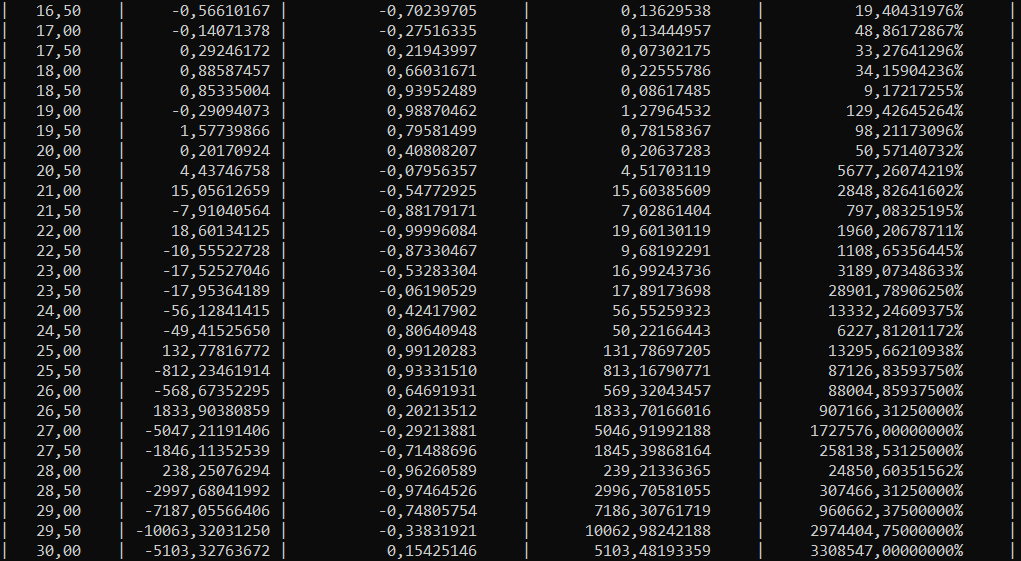 | 16,50 | -0,56610167 | -0,70239705 | 0,13629538 | 19,40431976% |
| 17,00 | -0,14071378 | -0,27516335 | 0,13444957 | 48,86172867% |
| 17,50 | 0,29246172 | 0,21943997 | 0,07302175 | 33,27641296% |
| 18,00 | 0,88587457 | 0,66031671 | 0,22555786 | 34,15904236% |
| 18,50 | 0,85335004 | 0,93952489 | 0,08617485 | 9,17217255% |
| 19,00 | -0,29094073 | 0,98870462 | 1,27964532 | 129,42645264% |
| 19,50 | 1,57739866 | 0,79581499 | 0,78158367 | 98,21173096% |
| 20,00 | 0,20170924 | 0,40808207 | 0,20637283 | 50,57140732% |
| 20,50 | 4,43746758 | -0,07956357 | 4,51703119 | 5677,26074219% |
| 21,00 | 15,05612659 | -0,54772925 | 15,60385609 | 2848,82641602% |
| 21,50 | -7,91040564 | -0,88179171 | 7,02861404 | 797,08325195% |
| 22,00 | 18,60134125 | -0,99996084 | 19,60130119 | 1960,20678711% |
| 22,50 | -10,55522728 | -0,87330467 | 9,68192291 | 1108,65356445% |
| 23,00 | -17,52527046 | -0,53283304 | 16,99243736 | 3189,07348633% |
| 23,50 | -17,95364189 | -0,06190529 | 17,89173698 | 28901,78906250% |
| 24,00 | -56,12841415 | 0,42417902 | 56,55259323 | 13332,24609375% |
| 24,50 | -49,41525650 | 0,80640948 | 50,22166443 | 6227,81201172% |
| 25,00 | 132,77816772 | 0,99120283 | 131,78697205 | 13295,66210938% |
| 25,50 | -812,23461914 | 0,93331510 | 813,16790771 | 87126,83593750% |
| 26,00 | -568,67352295 | 0,64691931 | 569,32043457 | 88004,85937500% |
| 26,50 | 1833,90380859 | 0,20213512 | 1833,70166016 | 907166,31250000% |
| 27,00 | -5047,21191406 | -0,29213881 | 5046,91992188 | 1727576,00000000% |
| 27,50 | -1846,11352539 | -0,71488696 | 1845,39868164 | 258138,53125000% |
| 28,00 | 238,25076294 | -0,96260589 | 239,21336365 | 24850,60351562% |
| 28,50 | -2997,68041992 | -0,97464526 | 2996,70581055 | 307466,31250000% |
| 29,00 | -7187,05566406 | -0,74805754 | 7186,30761719 | 960662,37500000% |
| 29,50 | -10063,32031250 | -0,33831921 | 10062,98242188 | 2974404,75000000% |
| 30,00 | -5103,32763672 | 0,15425146 | 5103,48193359 | 3308547,00000000% |